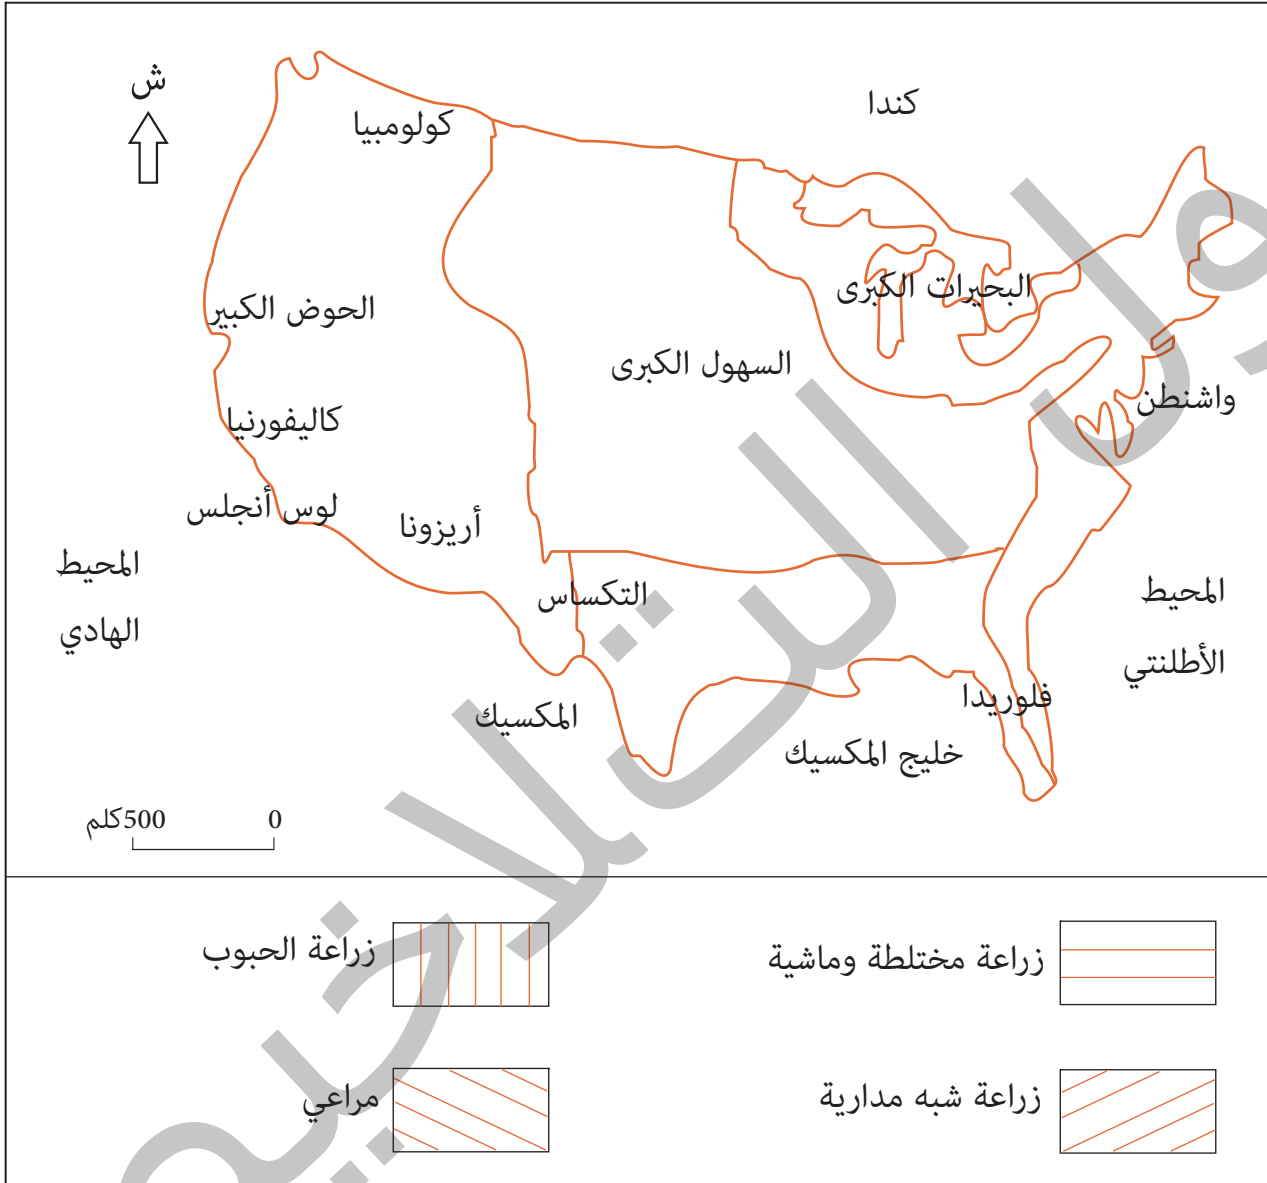 ش
كندا
كولومبيا
البحيرات الكبرى
الحوض الكبير
السهول الكبرى
واشنطن
كاليفورنيا
لوس أنجلس
أريزونا
المحيط
الهادي
التكساس
المحيط
الأطلنتي
فلوريدا
المكسيك
خليج المكسيك
500كلم
0
زراعة مختلطة وماشية
زراعة الحبوب
زراعة شبه مدارية
مراعي